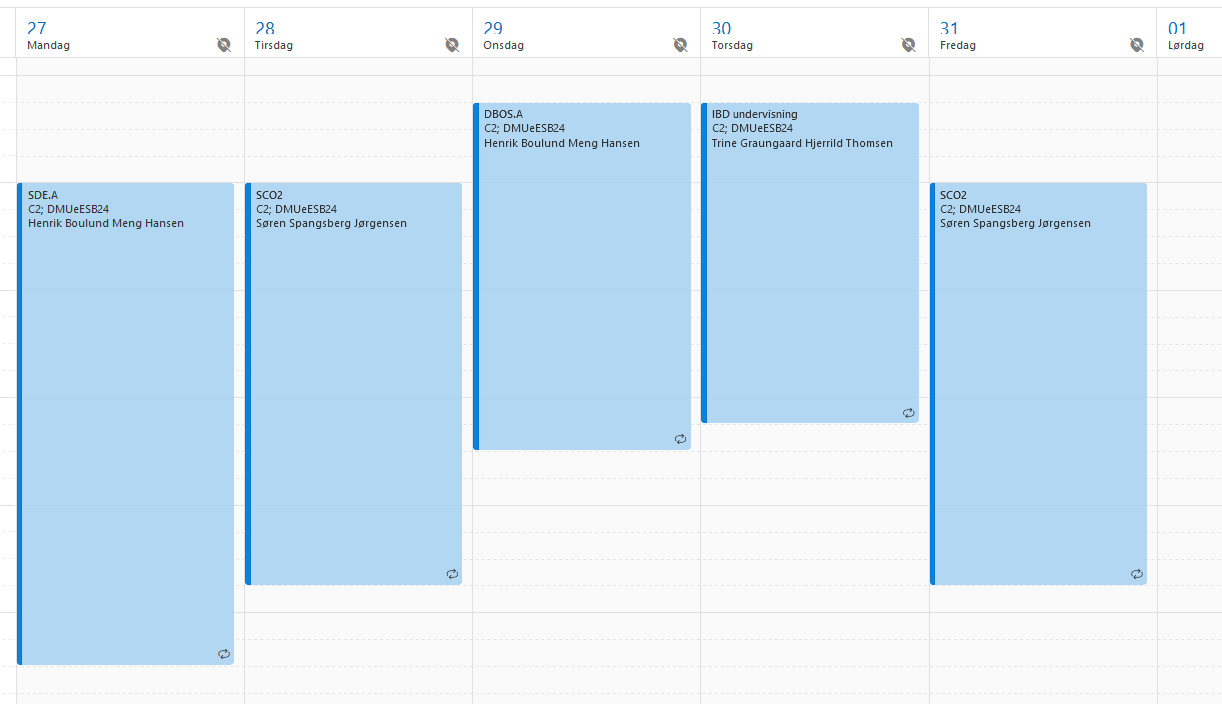 27
Mandag
28
Tirsdag
29
Onsdag
30
Torsdag
31
Fredag
01
Lørdag
SDE.A
C2; DMUeESB24
Henrik Boulund Meng Hansen
SCO2
C2; DMUeESB24
Søren Spangsberg Jørgensen
DBOS.A
C2; DMUeESB24
Henrik Boulund Meng Hansen
IBD undervisning
C2; DMUeESB24
Trine Graungaard Hjerrild Thomsen
SCO2
C2; DMUeESB24
Søren Spangsberg Jørgensen